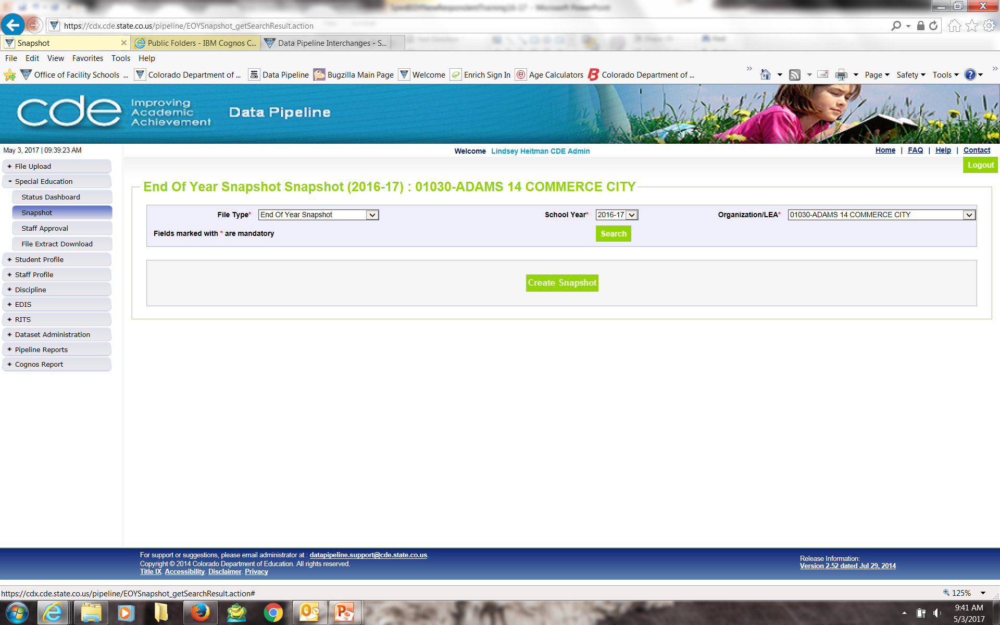 SpedEOYNewRespondentTraining16-17 - Microsoft PowerPoint
https://cdx.cde.state.co.us/pipeline/EOYSnapshot_getSearchResult.action
Snapshot
Public Folders - IBM Cognos C...
Data Pipeline Interchanges - S...
File Edit View Favorites Tools Help
Office of Facility Schools ...
Colorado Department of ...
Data Pipeline
Bugzilla Main Page
Welcome
Enrich Sign In
Age Calculators
Colorado Department of ...
Page
Safety
Tools
cde
Improving
Academic
Achievement
Data Pipeline
May 3, 2017 | 09:39:23 AM
Welcome Lindsey Heitman CDE Admin
Home | FAQ | Help | Contact
Logout
+ File Upload
- Special Education
Status Dashboard
Snapshot
Staff Approval
File Extract Download
+ Student Profile
+ Staff Profile
+ Discipline
+ EDIS
+ RITS
+ Dataset Administration
+ Pipeline Reports
+ Cognos Report
End Of Year Snapshot Snapshot (2016-17) : 01030-ADAMS 14 COMMERCE CITY
File Type* End Of Year Snapshot
School Year* 2016-17
Organization/LEA* 01030-ADAMS 14 COMMERCE CITY
Fields marked with * are mandatory
Search
Create Snapshot
For support or suggestions, please email administrator at : datapipeline.support@cde.state.co.us.
Copyright © 2014 Colorado Department of Education. All rights reserved.
Title IX. Accessibility. Disclaimer. Privacy
Release Information:
Version 2.52 dated Jul 29, 2014
https://cdx.cde.state.co.us/pipeline/EOYSnapshot_getSearchResult.action#
125%
9:41 AM
5/3/2017